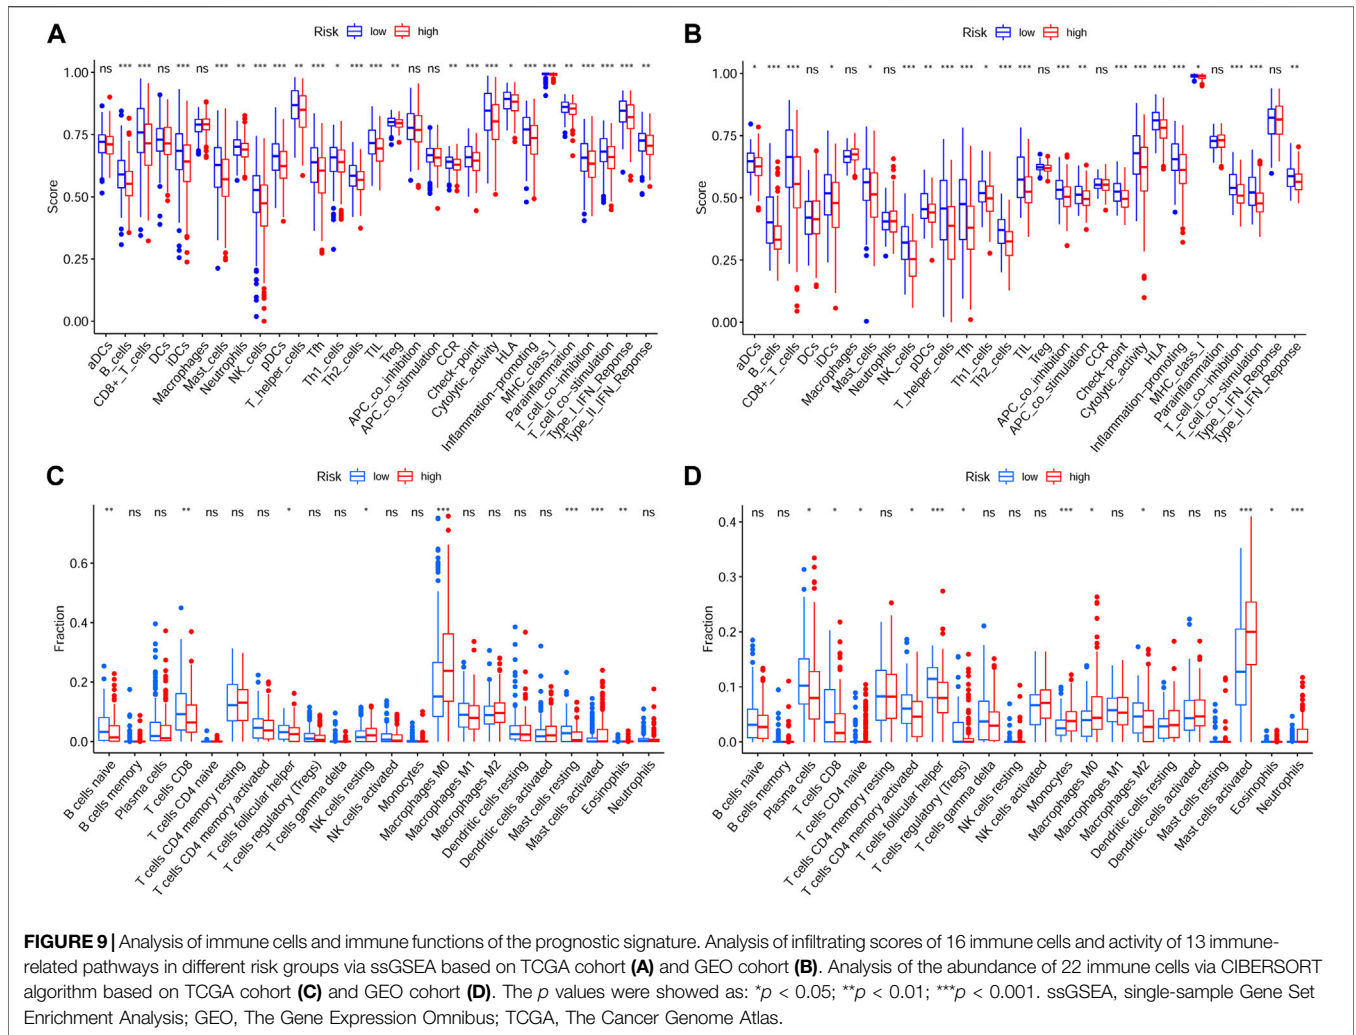 A
Risk low high
ns *** *** ns *** ns *** ** *** *** ** *** * *** *** ** ns ns ** *** *** * *** *** ** *** *** *** **
1.00
0.75
0.50
0.25
0.00
Score
aDCs
B_cells
CD8+_T_cells
DCs
iDCs
Macrophages
Mast_cells
Neutrophils
NK_cells
pDCs
T_helper_cells
Tfh
Th1_cells
Th2_cells
TIL
Treg
APC_co_inhibition
APC_co_stimulation
CCR
Check-point
Cytolytic_activity
HLA
Inflammation-promoting
MHC_class_I
Parainflammation
T_cell_co-inhibition
T_cell_co-stimulation
Type_I_IFN_Reponse
Type_II_IFN_Reponse
B
Risk low high
* *** *** ns * ns * ns *** ** *** *** * *** *** ns *** ** ns *** *** *** *** * ns *** *** ns **
1.00
0.75
0.50
0.25
0.00
Score
aDCs
B_cells
CD8+_T_cells
DCs
iDCs
Macrophages
Mast_cells
Neutrophils
NK_cells
pDCs
T_helper_cells
Tfh
Th1_cells
Th2_cells
TIL
Treg
APC_co_inhibition
APC_co_stimulation
CCR
Check-point
Cytolytic_activity
HLA
Inflammation-promoting
MHC_class_I
Parainflammation
T_cell_co-inhibition
T_cell_co-stimulation
Type_I_IFN_Reponse
Type_II_IFN_Reponse
C
Risk low high
** ns ns ** ns ns ns * ns ns * ns ns *** ns ns ns ns *** *** ** ns
0.6
0.4
0.2
0.0
Fraction
B cells naive
B cells memory
Plasma cells
T cells CD8
T cells CD4 naive
T cells CD4 memory resting
T cells CD4 memory activated
T cells follicular helper
T cells regulatory (Tregs)
T cells gamma delta
NK cells resting
NK cells activated
Monocytes
Macrophages M0
Macrophages M1
Macrophages M2
Dendritic cells resting
Dendritic cells activated
Mast cells resting
Mast cells activated
Eosinophils
Neutrophils
D
Risk low high
ns ns * * * ns * *** * ns ns ns *** * ns * ns ns ns *** * ***
0.4
0.3
0.2
0.1
0.0
Fraction
B cells naive
B cells memory
Plasma cells
T cells CD8
T cells CD4 naive
T cells CD4 memory resting
T cells CD4 memory activated
T cells follicular helper
T cells regulatory (Tregs)
T cells gamma delta
NK cells resting
NK cells activated
Monocytes
Macrophages M0
Macrophages M1
Macrophages M2
Dendritic cells resting
Dendritic cells activated
Mast cells resting
Mast cells activated
Eosinophils
Neutrophils
FIGURE 9 | Analysis of immune cells and immune functions of the prognostic signature. Analysis of infiltrating scores of 16 immune cells and activity of 13 immune-
related pathways in different risk groups via ssGSEA based on TCGA cohort (A) and GEO cohort (B). Analysis of the abundance of 22 immune cells via CIBERSORT
algorithm based on TCGA cohort (C) and GEO cohort (D). The p values were showed as: *p < 0.05; **p < 0.01; ***p < 0.001. ssGSEA, single-sample Gene Set
Enrichment Analysis; GEO, The Gene Expression Omnibus; TCGA, The Cancer Genome Atlas.